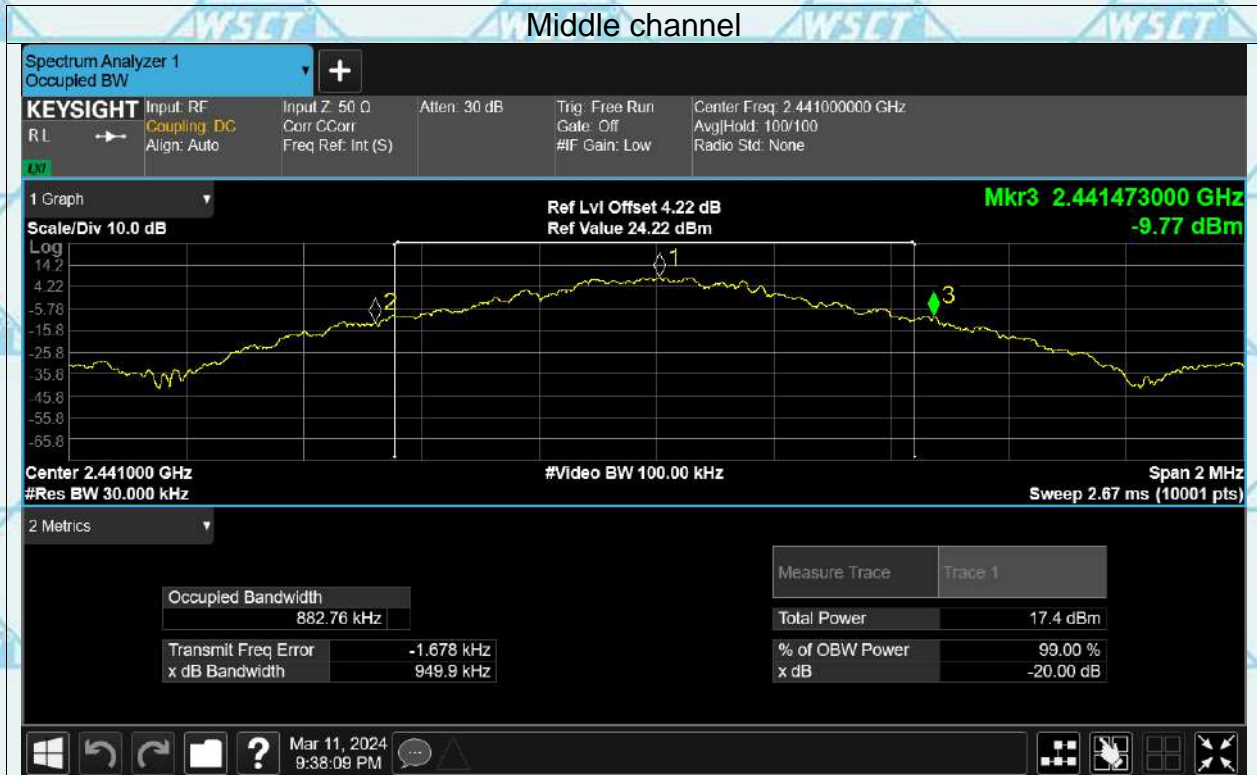 WSCT WSCT WSCT WSCT
Middle channel
Spectrum Analyzer 1
Occupied BW
+
KEYSIGHT
R L
LXI
Input: RF
Coupling: DC
Align: Auto
Input Z: 50 Ω
Corr CCorr
Freq Ref: Int (S)
Atten: 30 dB
Trig: Free Run
Gate: Off
#IF Gain: Low
Center Freq: 2.441000000 GHz
Avg|Hold: 100/100
Radio Std: None
1 Graph
Scale/Div 10.0 dB
Ref Lvl Offset 4.22 dB
Ref Value 24.22 dBm
Mkr3 2.441473000 GHz
-9.77 dBm
Log
14.2
4.22
-5.78
-15.8
-25.8
-35.8
-45.8
-55.8
-65.8
1
2
3
Center 2.441000 GHz
#Res BW 30.000 kHz
#Video BW 100.00 kHz
Span 2 MHz
Sweep 2.67 ms (10001 pts)
2 Metrics
Measure Trace Trace 1
Occupied Bandwidth
882.76 kHz
Total Power 17.4 dBm
Transmit Freq Error -1.678 kHz
% of OBW Power 99.00 %
x dB Bandwidth 949.9 kHz
x dB -20.00 dB
?
Mar 11, 2024
9:38:09 PM